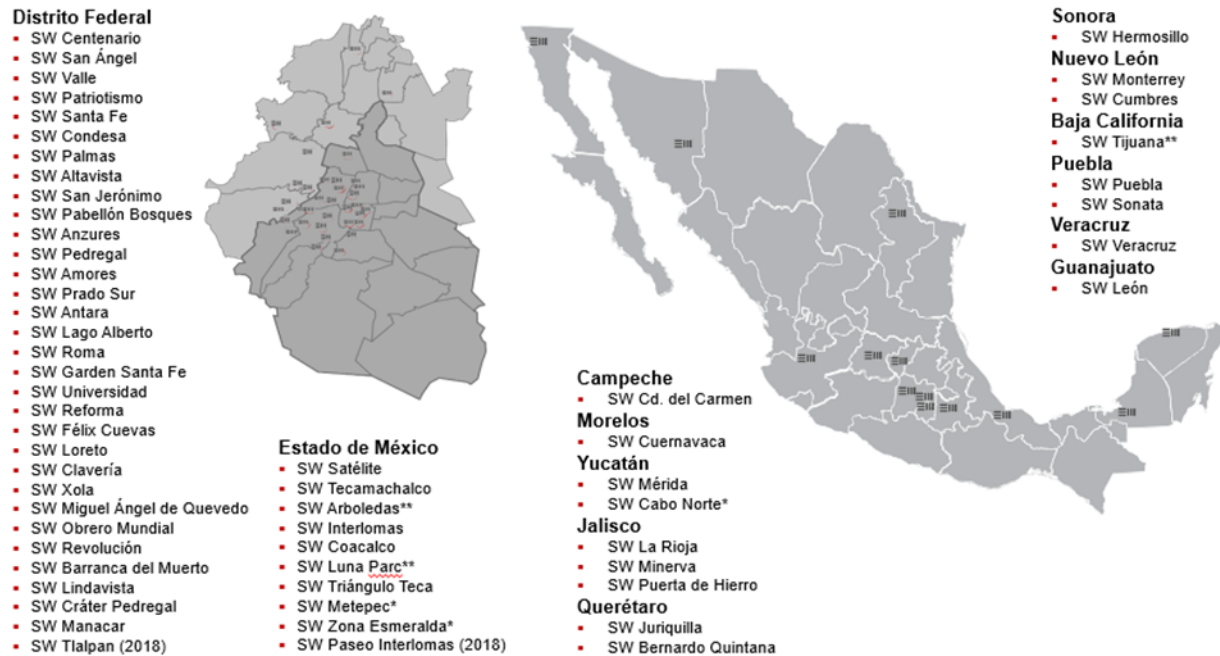 Distrito Federal
SW Centenario
SW San Ángel
SW Valle
SW Patriotismo
SW Santa Fe
SW Condesa
SW Palmas
SW Altavista
SW San Jerónimo
SW Pabellón Bosques
SW Anzures
SW Pedregal
SW Amores
SW Prado Sur
SW Antara
SW Lago Alberto
SW Roma
SW Garden Santa Fe
SW Universidad
SW Reforma
SW Félix Cuevas
SW Loreto
SW Clavería
SW Xola
SW Miguel Ángel de Quevedo
SW Obrero Mundial
SW Revolución
SW Barranca del Muerto
SW Lindavista
SW Cráter Pedregal
SW Manacar
SW Tlalpan (2018)
Estado de México
SW Satélite
SW Tecamachalco
SW Arboledas**
SW Interlomas
SW Coacalco
SW Luna Parc**
SW Triángulo Teca
SW Metepec*
SW Zona Esmeralda*
SW Paseo Interlomas (2018)
Campeche
SW Cd. del Carmen
Morelos
SW Cuernavaca
Yucatán
SW Mérida
SW Cabo Norte*
Jalisco
SW La Rioja
SW Minerva
SW Puerta de Hierro
Querétaro
SW Juriquilla
SW Bernardo Quintana
Sonora
SW Hermosillo
Nuevo León
SW Monterrey
SW Cumbres
Baja California
SW Tijuana**
Puebla
SW Puebla
SW Sonata
Veracruz
SW Veracruz
Guanajuato
SW León